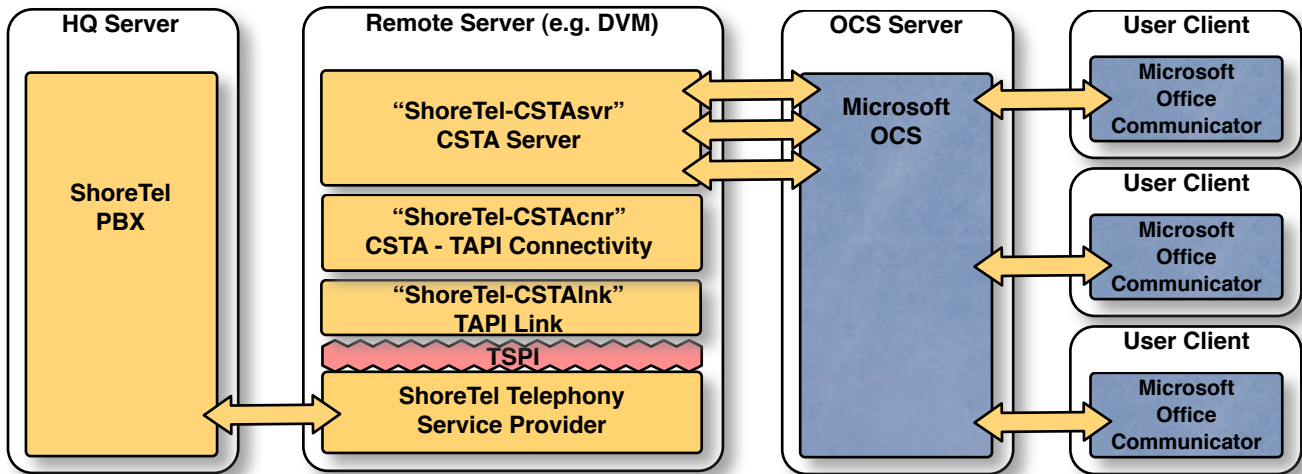 HQ Server
ShoreTel
PBX
Remote Server (e.g. DVM)
“ShoreTel-CSTAsvr”
CSTA Server
“ShoreTel-CSTAcnr”
CSTA - TAPI Connectivity
“ShoreTel-CSTAlnk”
TAPI Link
TSPI
ShoreTel Telephony
Service Provider
OCS Server
Microsoft
OCS
User Client
Microsoft
Office
Communicator
User Client
Microsoft
Office
Communicator
User Client
Microsoft
Office
Communicator